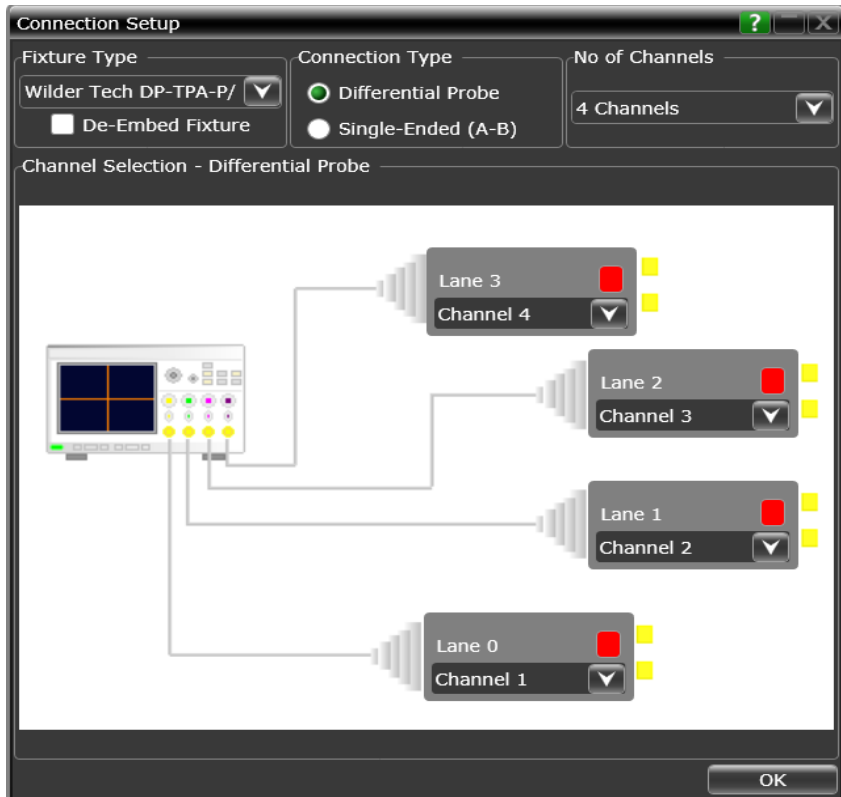 Connection Setup
?
Fixture Type
Wilder Tech DP-TPA-P/
De-Embed Fixture
Connection Type
Differential Probe
Single-Ended (A-B)
No of Channels
4 Channels
Channel Selection - Differential Probe
Lane 3
Channel 4
Lane 2
Channel 3
Lane 1
Channel 2
Lane 0
Channel 1
OK